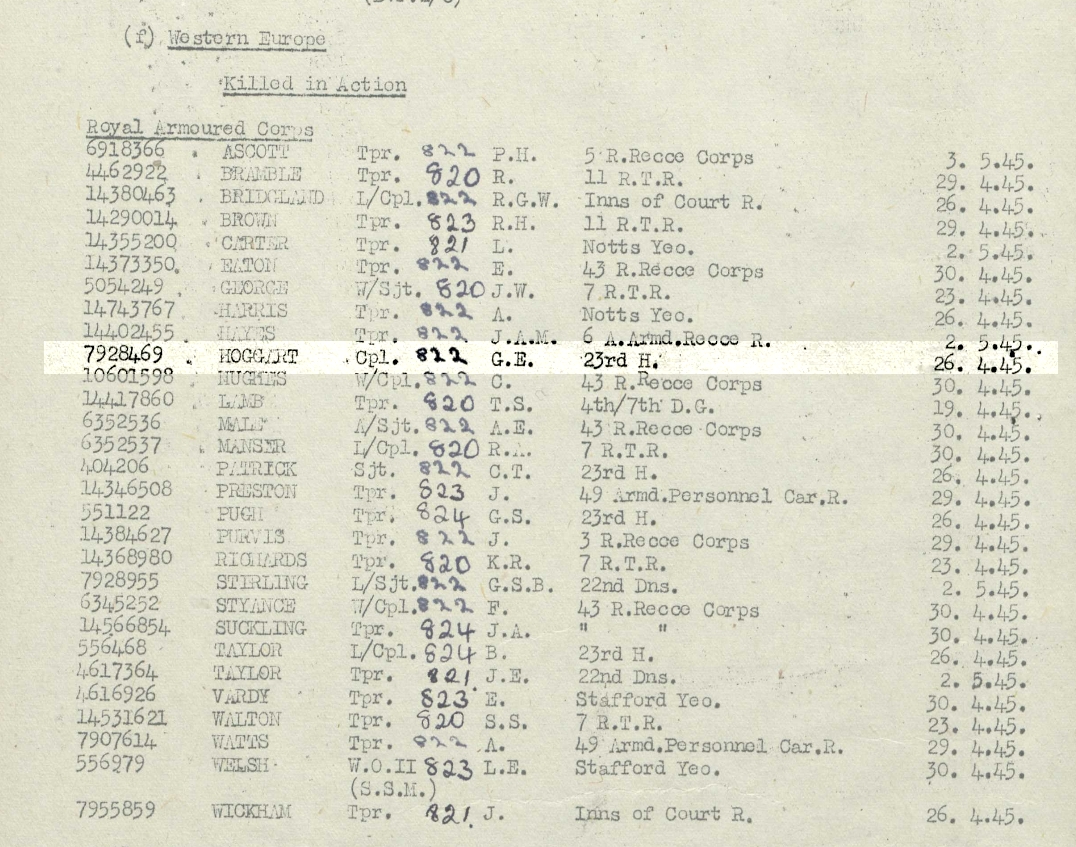 (f) Western Europe
Killed in Action
Royal Armoured Corps
6918366 ASCOTT Tpr. 822 P.H. 5 R.Recce Corps 3. 5.45.
4462922 BRAMBLE Tpr. 820 R. 11 R.T.R. 29. 4.45.
14380463 BRIDGLAND L/Cpl. 822 R.G.W. Inns of Court R. 26. 4.45.
14290014 BROWN Tpr. 823 R.H. 11 R.T.R. 29. 4.45.
14355200 CARTER Tpr. 821 L. Notts Yeo. 2. 5.45.
14373350 EATON Tpr. 822 E. 43 R.Recce Corps 30. 4.45.
5054249 GEORGE W/Sjt. 820 J.W. 7 R.T.R. 23. 4.45.
14743767 HARRIS Tpr. 822 A. Notts Yeo. 26. 4.45.
14402455 HAYES Tpr. 822 J.A.M. 6 A.Armd.Recce R. 2. 5.45.
7928469 HOGGART Cpl. 822 G.E. 23rd H. 26. 4.45.
10601598 HUGHES W/Cpl. 822 C. 43 R.Recce Corps 30. 4.45.
14417860 LAMB Tpr. 820 T.S. 4th/7th D.G. 19. 4.45.
6352536 MALE A/Sjt. 822 A.E. 43 R.Recce Corps 30. 4.45.
6352537 MANSER L/Cpl. 820 R.A. 7 R.T.R. 30. 4.45.
404206 PATRICK Sjt. 822 C.T. 23rd H. 26. 4.45.
14346508 PRESTON Tpr. 823 J. 49 Armd.Personnel Car.R. 29. 4.45.
551122 PUGH Tpr. 824 G.S. 23rd H. 26. 4.45.
14384627 PURVIS Tpr. 822 J. 3 R.Recce Corps 29. 4.45.
14368980 RICHARDS Tpr. 820 K.R. 7 R.T.R. 23. 4.45.
7928955 STIRLING L/Sjt. 822 G.S.B. 22nd Dns. 2. 5.45.
6345252 STYANCE W/Cpl. 822 F. 43 R.Recce Corps 30. 4.45.
14566854 SUCKLING Tpr. 824 J.A. " " 30. 4.45.
556468 TAYLOR L/Cpl. 824 B. 23rd H. 26. 4.45.
4617364 TAYLOR Tpr. 821 J.E. 22nd Dns. 2. 5.45.
4616926 VARDY Tpr. 823 E. Stafford Yeo. 30. 4.45.
14531621 WALTON Tpr. 820 S.S. 7 R.T.R. 23. 4.45.
7907614 WATTS Tpr. 822 A. 49 Armd.Personnel Car.R. 29. 4.45.
556979 WELSH W.O.II 823 L.E. Stafford Yeo. 30. 4.45.
(S.S.M.)
7955859 WICKHAM Tpr. 821 J. Inns of Court R. 26. 4.45.